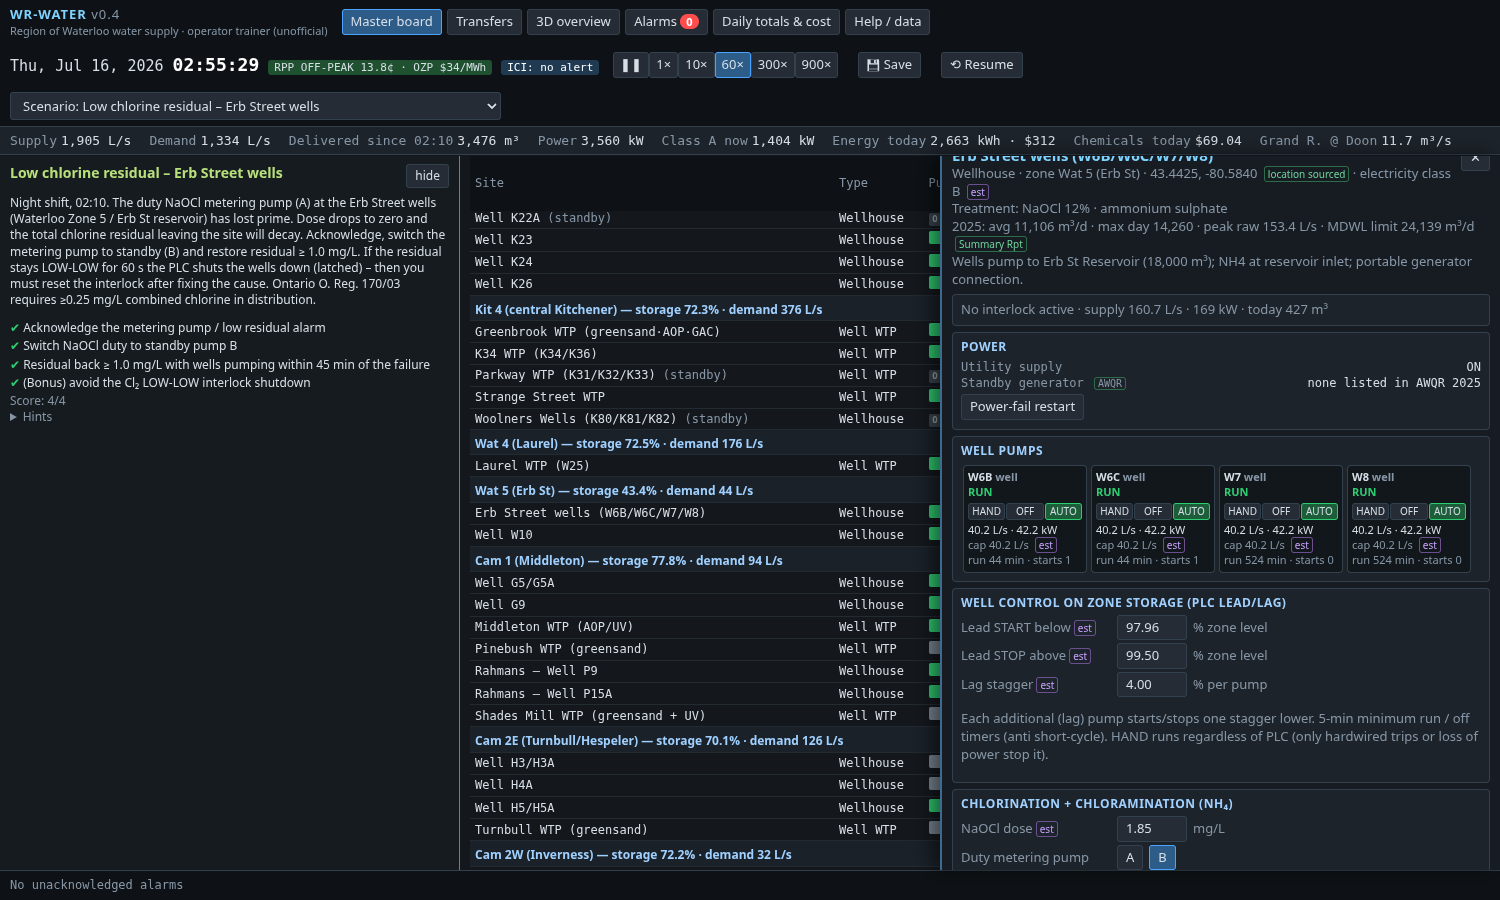 WR-WATER v0.4
Region of Waterloo water supply · operator trainer (unofficial)
Master board
Transfers
3D overview
Alarms 0
Daily totals & cost
Help / data
Thu, Jul 16, 2026 02:55:29 RPP OFF-PEAK 13.8¢ · OZP $34/MWh ICI: no alert
❚❚ 1× 10× 60× 300× 900×
💾 Save
⟲ Resume
Scenario: Low chlorine residual – Erb Street wells
Supply 1,905 L/s Demand 1,334 L/s Delivered since 02:10 3,476 m³ Power 3,560 kW Class A now 1,404 kW Energy today 2,663 kWh · $312 Chemicals today $69.04 Grand R. @ Doon 11.7 m³/s
Low chlorine residual – Erb Street wells
hide
Night shift, 02:10. The duty NaOCl metering pump (A) at the Erb Street wells
(Waterloo Zone 5 / Erb St reservoir) has lost prime. Dose drops to zero and
the total chlorine residual leaving the site will decay. Acknowledge, switch the
metering pump to standby (B) and restore residual ≥ 1.0 mg/L. If the residual
stays LOW-LOW for 60 s the PLC shuts the wells down (latched) – then you
must reset the interlock after fixing the cause. Ontario O. Reg. 170/03
requires ≥0.25 mg/L combined chlorine in distribution.
✔ Acknowledge the metering pump / low residual alarm
✔ Switch NaOCl duty to standby pump B
✔ Residual back ≥ 1.0 mg/L with wells pumping within 45 min of the failure
✔ (Bonus) avoid the Cl₂ LOW-LOW interlock shutdown
Score: 4/4
▶ Hints
Site Type Pu
Well K22A (standby) Wellhouse 0
Well K23 Wellhouse
Well K24 Wellhouse
Well K26 Wellhouse
Kit 4 (central Kitchener) — storage 72.3% · demand 376 L/s
Greenbrook WTP (greensand·AOP·GAC) Well WTP
K34 WTP (K34/K36) Well WTP
Parkway WTP (K31/K32/K33) (standby) Well WTP 0
Strange Street WTP Well WTP
Woolners Wells (K80/K81/K82) (standby) Wellhouse 0
Wat 4 (Laurel) — storage 72.5% · demand 176 L/s
Laurel WTP (W25) Well WTP
Wat 5 (Erb St) — storage 43.4% · demand 44 L/s
Erb Street wells (W6B/W6C/W7/W8) Wellhouse
Well W10 Wellhouse
Cam 1 (Middleton) — storage 77.8% · demand 94 L/s
Well G5/G5A Wellhouse
Well G9 Wellhouse
Middleton WTP (AOP/UV) Well WTP
Pinebush WTP (greensand) Well WTP
Rahmans – Well P9 Wellhouse
Rahmans – Well P15A Wellhouse
Shades Mill WTP (greensand + UV) Well WTP
Cam 2E (Turnbull/Hespeler) — storage 70.1% · demand 126 L/s
Well H3/H3A Wellhouse
Well H4A Wellhouse
Well H5/H5A Wellhouse
Turnbull WTP (greensand) Well WTP
Cam 2W (Inverness) — storage 72.2% · demand 32 L/s
Erb Street wells (W6B/W6C/W7/W8)
×
Wellhouse · zone Wat 5 (Erb St) · 43.4425, -80.5840 location sourced · electricity class
B est
Treatment: NaOCl 12% · ammonium sulphate
2025: avg 11,106 m³/d · max day 14,260 · peak raw 153.4 L/s · MDWL limit 24,139 m³/d
Summary Rpt
Wells pump to Erb St Reservoir (18,000 m³); NH4 at reservoir inlet; portable generator
connection.
No interlock active · supply 160.7 L/s · 169 kW · today 427 m³
POWER
Utility supply ON
Standby generator AWQR none listed in AWQR 2025
Power-fail restart
WELL PUMPS
W6B well W6C well W7 well W8 well
RUN RUN RUN RUN
HAND OFF AUTO HAND OFF AUTO HAND OFF AUTO HAND OFF AUTO
40.2 L/s · 42.2 kW 40.2 L/s · 42.2 kW 40.2 L/s · 42.2 kW 40.2 L/s · 42.2 kW
cap 40.2 L/s est cap 40.2 L/s est cap 40.2 L/s est cap 40.2 L/s est
run 44 min · starts 1 run 44 min · starts 1 run 524 min · starts 0 run 524 min · starts 0
WELL CONTROL ON ZONE STORAGE (PLC LEAD/LAG)
Lead START below est 97.96 % zone level
Lead STOP above est 99.50 % zone level
Lag stagger est 4.00 % per pump
Each additional (lag) pump starts/stops one stagger lower. 5-min minimum run / off
timers (anti short-cycle). HAND runs regardless of PLC (only hardwired trips or loss of
power stop it).
CHLORINATION + CHLORAMINATION (NH₄)
NaOCl dose est 1.85 mg/L
Duty metering pump A B
No unacknowledged alarms